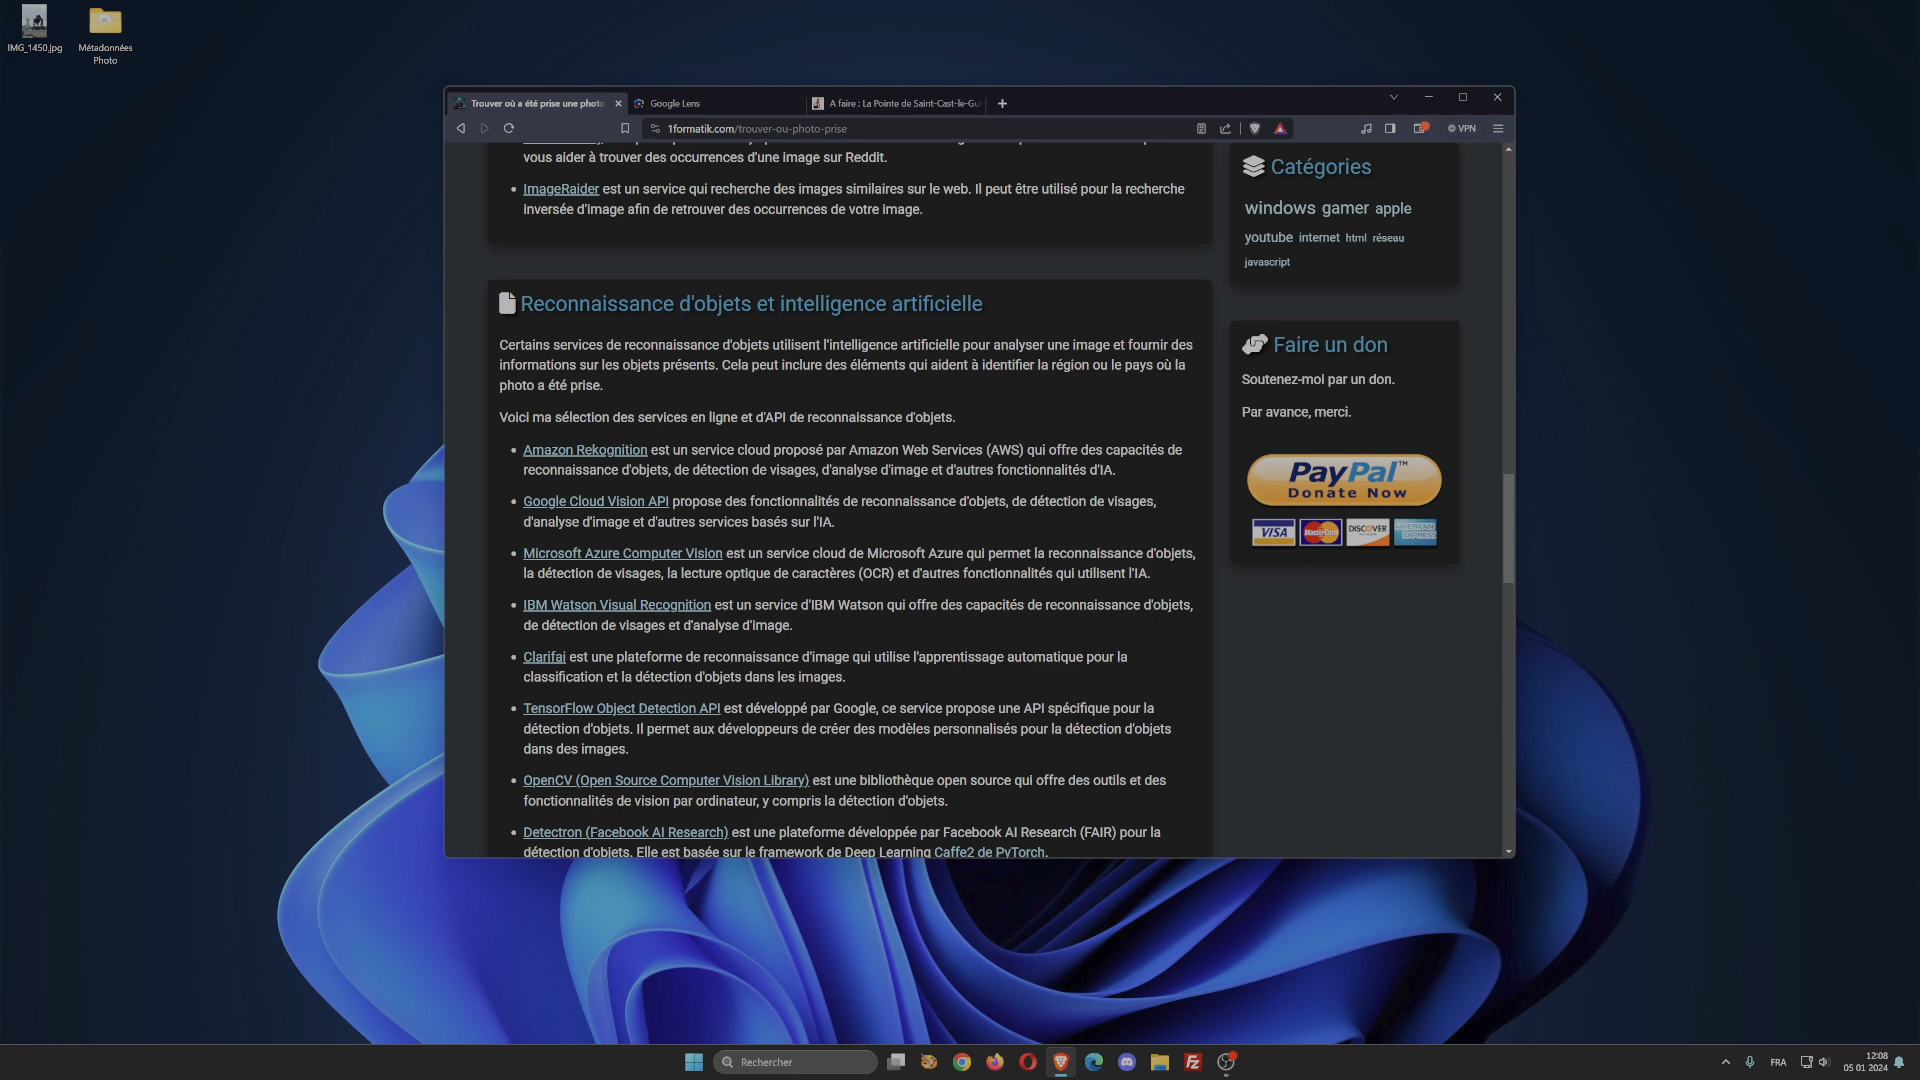 IMG_1450.jpg
Métadonnées
Photo
Trouver où a été prise une photo
Google Lens
A faire : La Pointe de Saint-Cast-le-Gui
1formatik.com/trouver-ou-photo-prise
VPN
vous aider à trouver des occurrences d'une image sur Reddit.
ImageRaider est un service qui recherche des images similaires sur le web. Il peut être utilisé pour la recherche
inversée d'image afin de retrouver des occurrences de votre image.
Reconnaissance d'objets et intelligence artificielle
Certains services de reconnaissance d'objets utilisent l'intelligence artificielle pour analyser une image et fournir des
informations sur les objets présents. Cela peut inclure des éléments qui aident à identifier la région ou le pays où la
photo a été prise.
Voici ma sélection des services en ligne et d'API de reconnaissance d'objets.
Amazon Rekognition est un service cloud proposé par Amazon Web Services (AWS) qui offre des capacités de
reconnaissance d'objets, de détection de visages, d'analyse d'image et d'autres fonctionnalités d'IA.
Google Cloud Vision API propose des fonctionnalités de reconnaissance d'objets, de détection de visages,
d'analyse d'image et d'autres services basés sur l'IA.
Microsoft Azure Computer Vision est un service cloud de Microsoft Azure qui permet la reconnaissance d'objets,
la détection de visages, la lecture optique de caractères (OCR) et d'autres fonctionnalités qui utilisent l'IA.
IBM Watson Visual Recognition est un service d'IBM Watson qui offre des capacités de reconnaissance d'objets,
de détection de visages et d'analyse d'image.
Clarifai est une plateforme de reconnaissance d'image qui utilise l'apprentissage automatique pour la
classification et la détection d'objets dans les images.
TensorFlow Object Detection API est développé par Google, ce service propose une API spécifique pour la
détection d'objets. Il permet aux développeurs de créer des modèles personnalisés pour la détection d'objets
dans des images.
OpenCV (Open Source Computer Vision Library) est une bibliothèque open source qui offre des outils et des
fonctionnalités de vision par ordinateur, y compris la détection d'objets.
Detectron (Facebook AI Research) est une plateforme développée par Facebook AI Research (FAIR) pour la
détection d'objets. Elle est basée sur le framework de Deep Learning Caffe2 de PyTorch.
Catégories
windows gamer apple
youtube internet html réseau
javascript
Faire un don
Soutenez-moi par un don.
Par avance, merci.
PayPal™
Donate Now
VISA MasterCard DISCOVER AMERICAN EXPRESS
Rechercher
FRA
12:08
05 01 2024